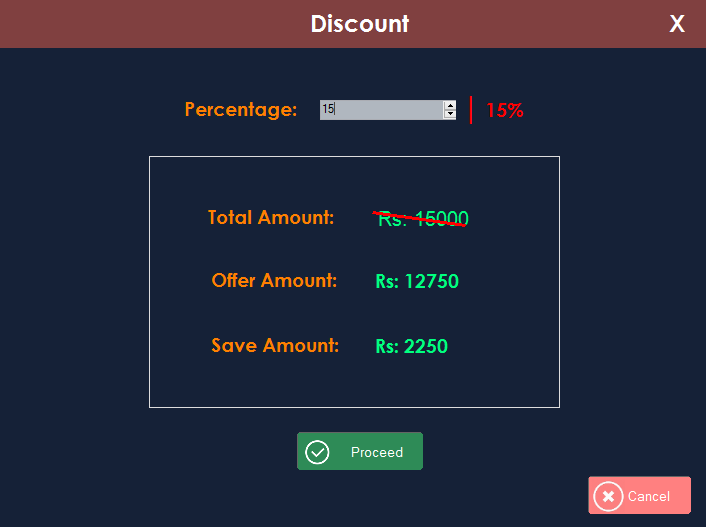 Discount X
Percentage: 15 15%
Total Amount: Rs: 15000
Offer Amount: Rs: 12750
Save Amount: Rs: 2250
Proceed
Cancel